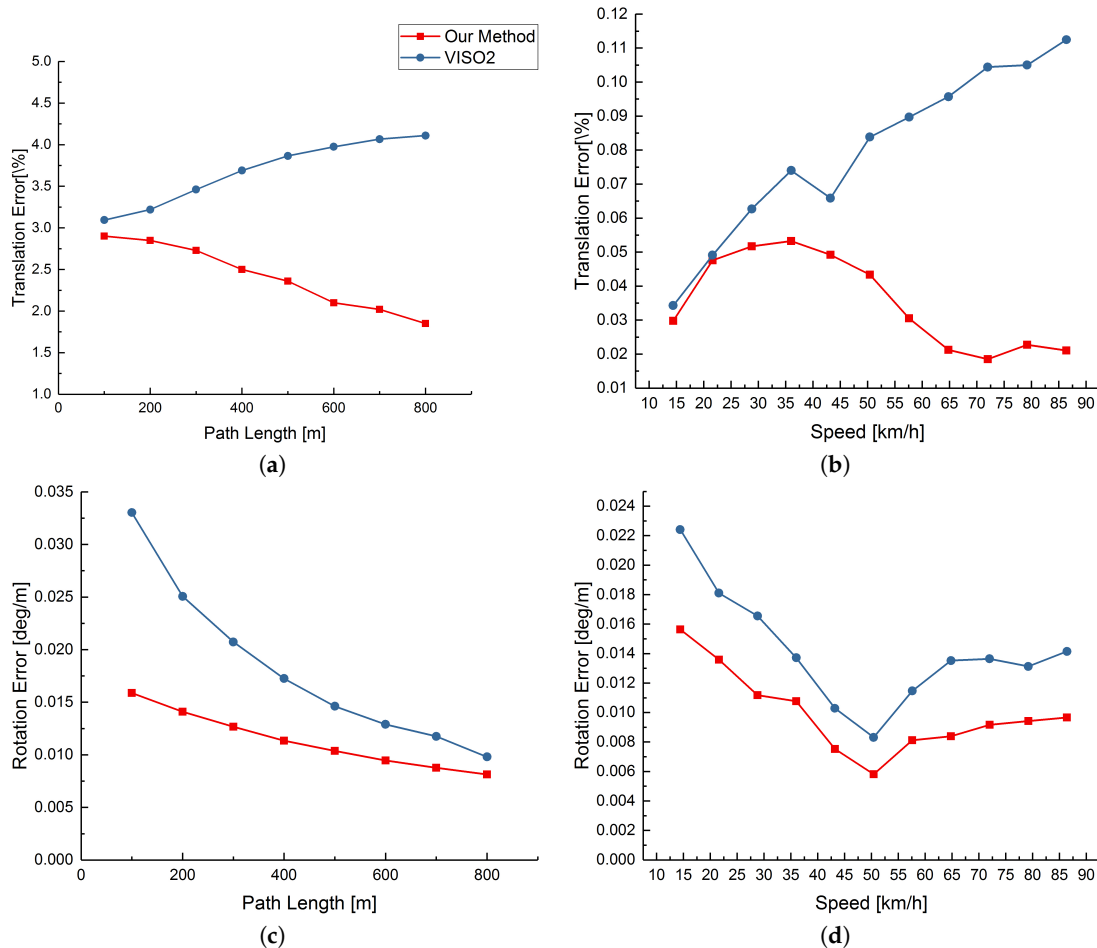 Our Method
VISO2
5.0
4.5
4.0
3.5
3.0
2.5
2.0
1.5
1.0
Translation Error[\%]
0 200 400 600 800
Path Length [m]
(a)
0.12
0.11
0.10
0.09
0.08
0.07
0.06
0.05
0.04
0.03
0.02
0.01
Translation Error[\%]
10 15 20 25 30 35 40 45 50 55 60 65 70 75 80 85 90
Speed [km/h]
(b)
0.035
0.030
0.025
0.020
0.015
0.010
0.005
0.000
Rotation Error [deg/m]
0 200 400 600 800
Path Length [m]
(c)
0.024
0.022
0.020
0.018
0.016
0.014
0.012
0.010
0.008
0.006
0.004
0.002
0.000
Rotation Error [deg/m]
10 15 20 25 30 35 40 45 50 55 60 65 70 75 80 85 90
Speed [km/h]
(d)